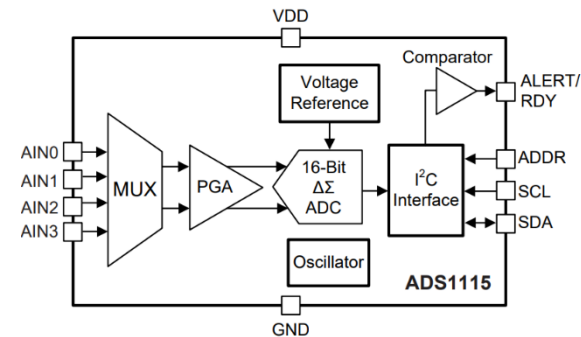 VDD
Comparator
ALERT/
RDY
Voltage
Reference
AIN0
AIN1
AIN2
AIN3
MUX
PGA
16-Bit
ΔΣ
ADC
I²C
Interface
ADDR
SCL
SDA
Oscillator
ADS1115
GND